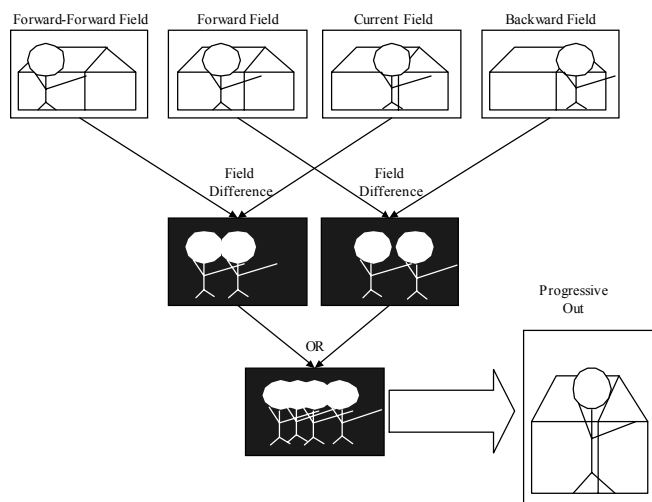 Forward-Forward Field
Forward Field
Current Field
Backward Field
Field
Difference
Field
Difference
OR
Progressive
Out